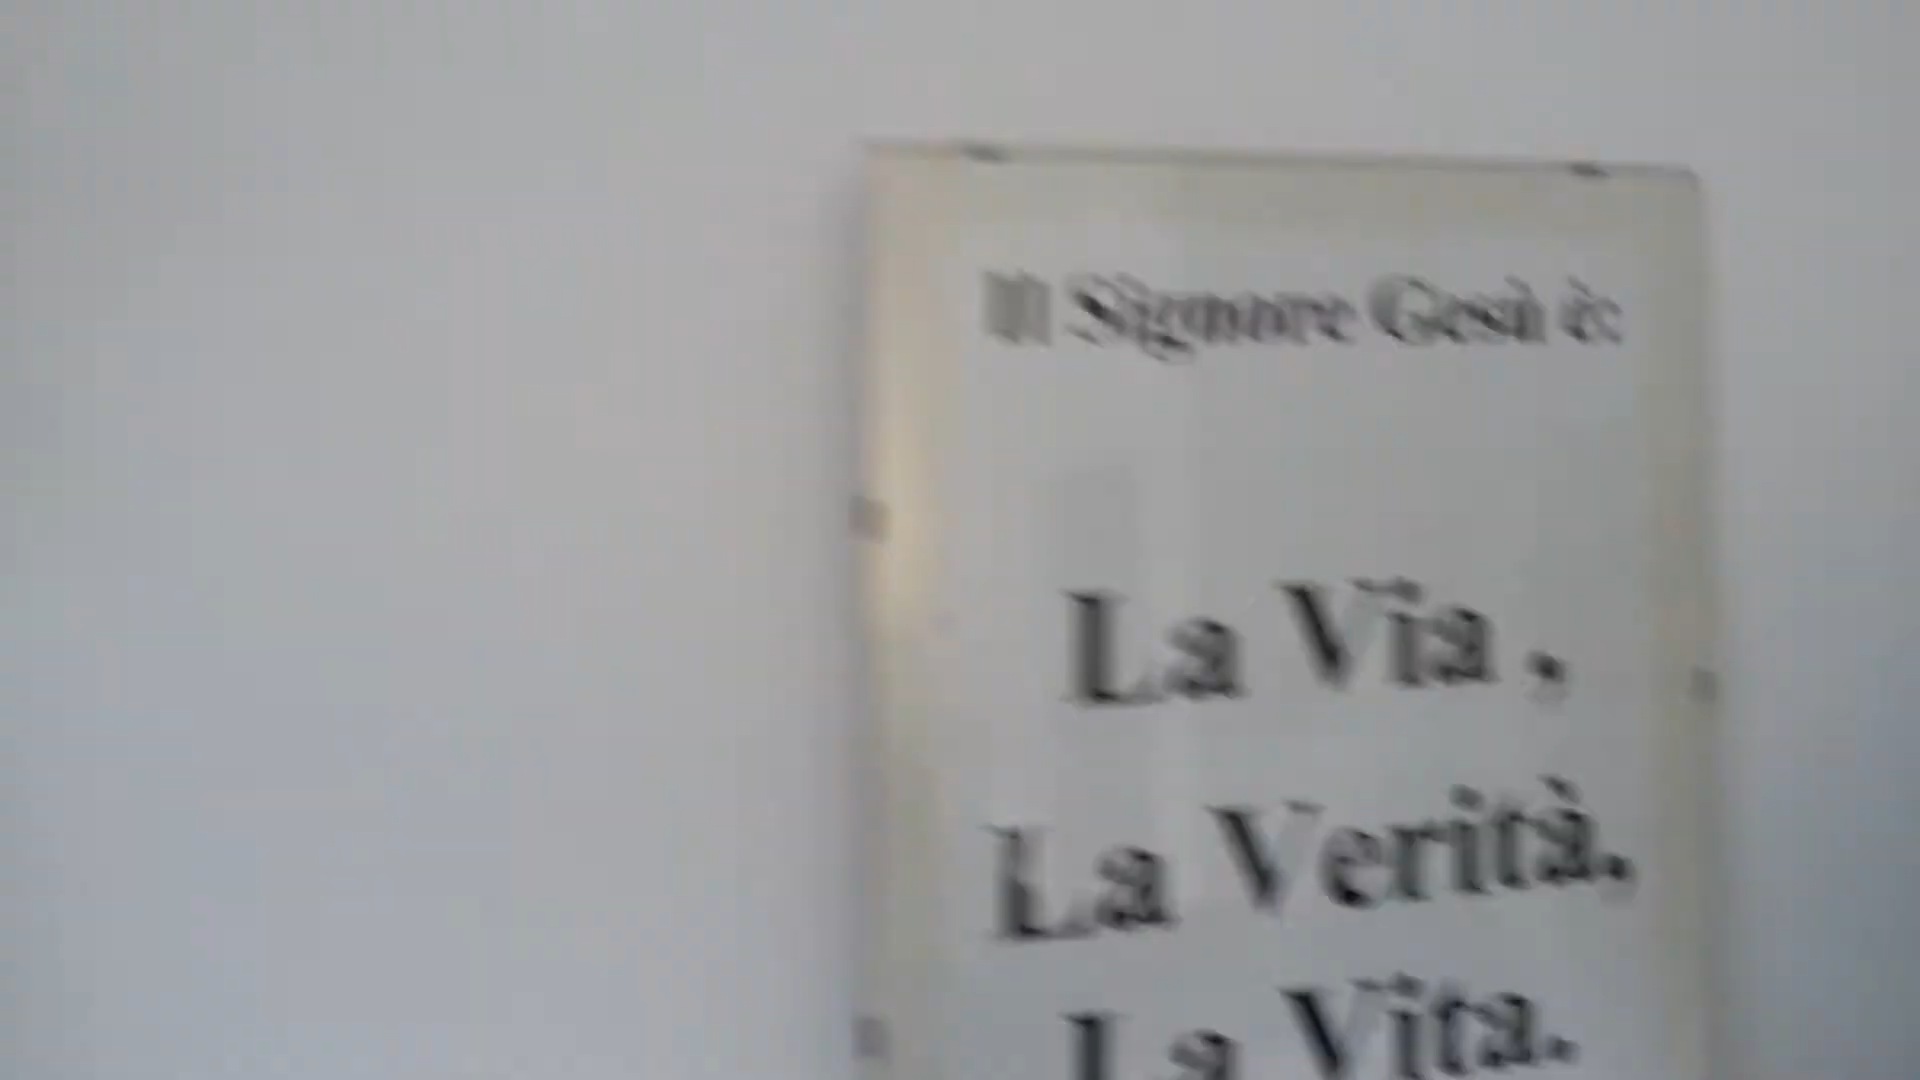 Il Signore Gesù è:
La Via ,
La Verità,
La Vita.